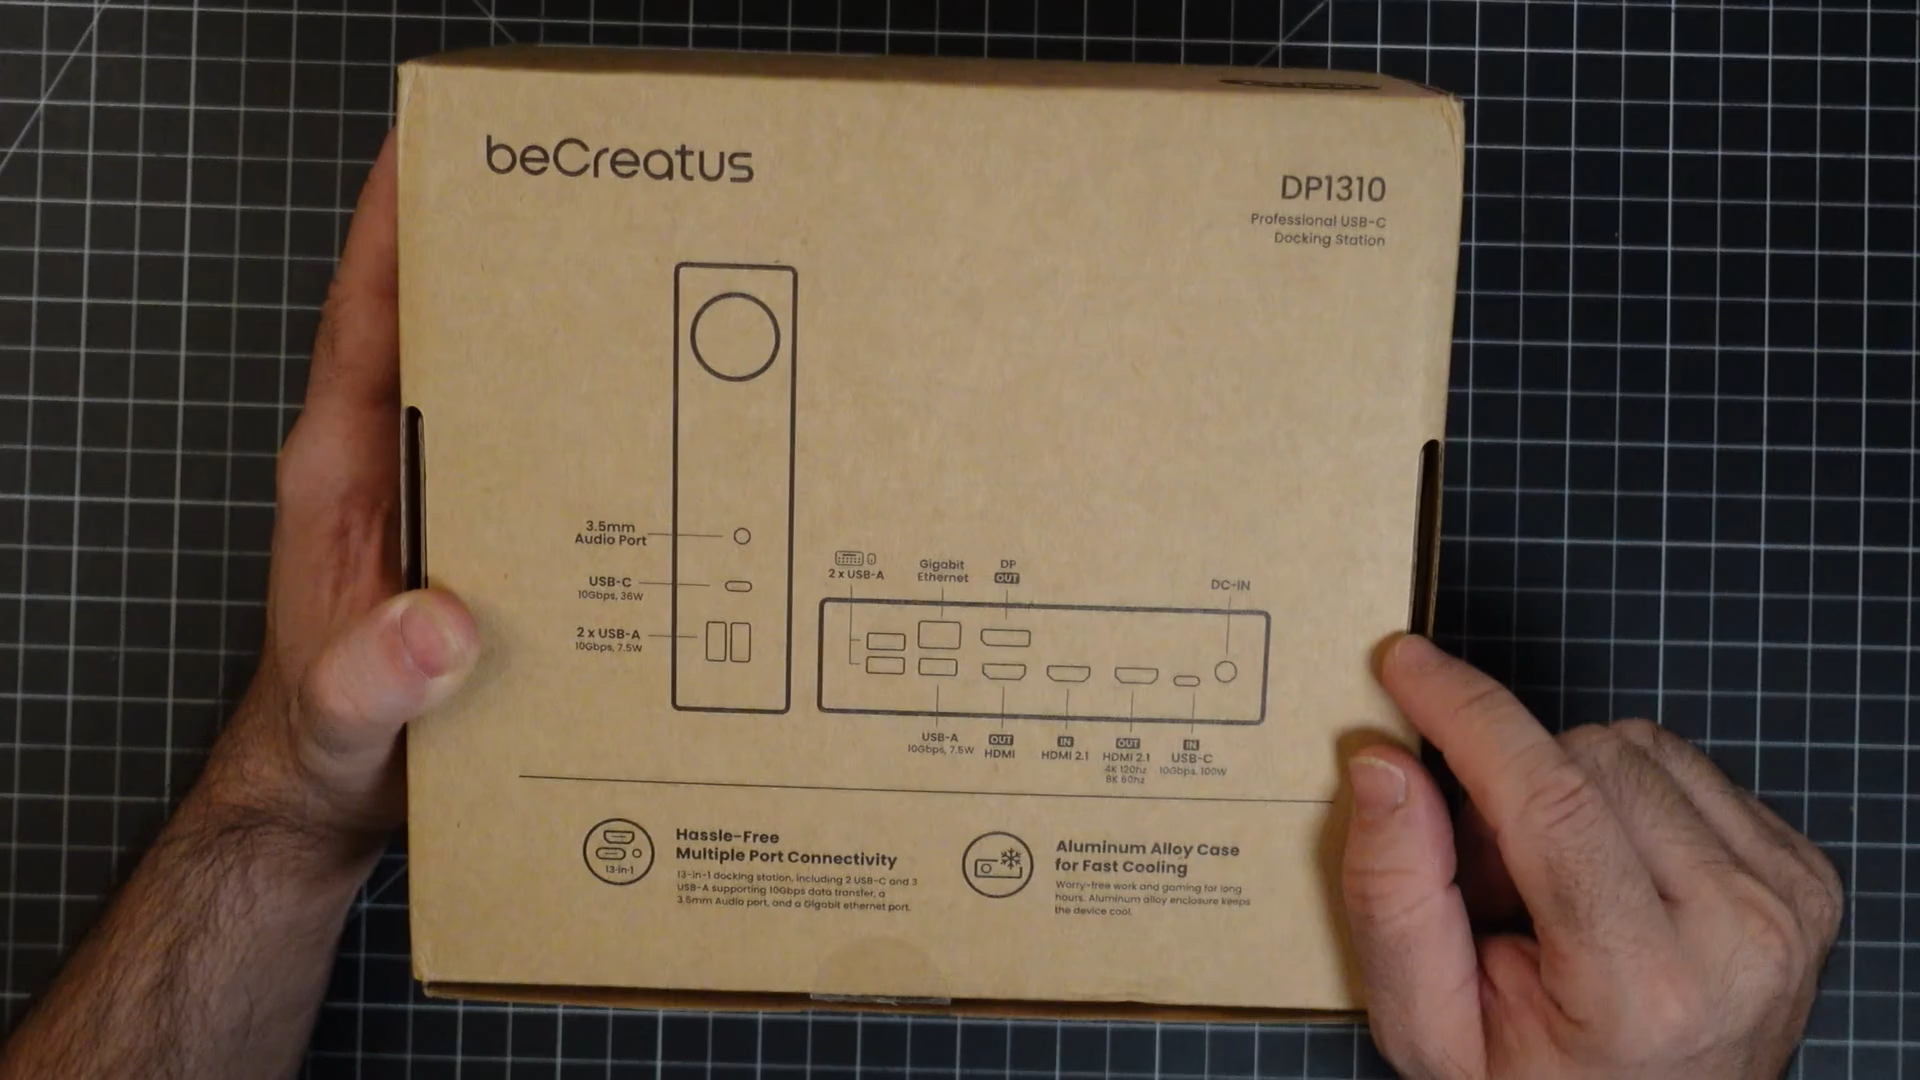 beCreatus
DP1310
Professional USB-C
Docking Station
3.5mm
Audio Port
USB-C
10Gbps, 36W
2 x USB-A
10Gbps, 7.5W
2 x USB-A
Gigabit
Ethernet
DP
OUT
DC-IN
USB-A
10Gbps, 7.5W
OUT
HDMI
IN
HDMI 2.1
OUT
HDMI 2.1
4K 120hz
8K 60hz
IN
USB-C
10Gbps, 100W
13-in-1
Hassle-Free
Multiple Port Connectivity
13-in-1 docking station, including 2 USB-C and 3
USB-A supporting 10Gbps data transfer, a
3.5mm Audio port, and a Gigabit ethernet port.
Aluminum Alloy Case
for Fast Cooling
Worry-free work and gaming for long
hours. Aluminum alloy enclosure keeps
the device cool.